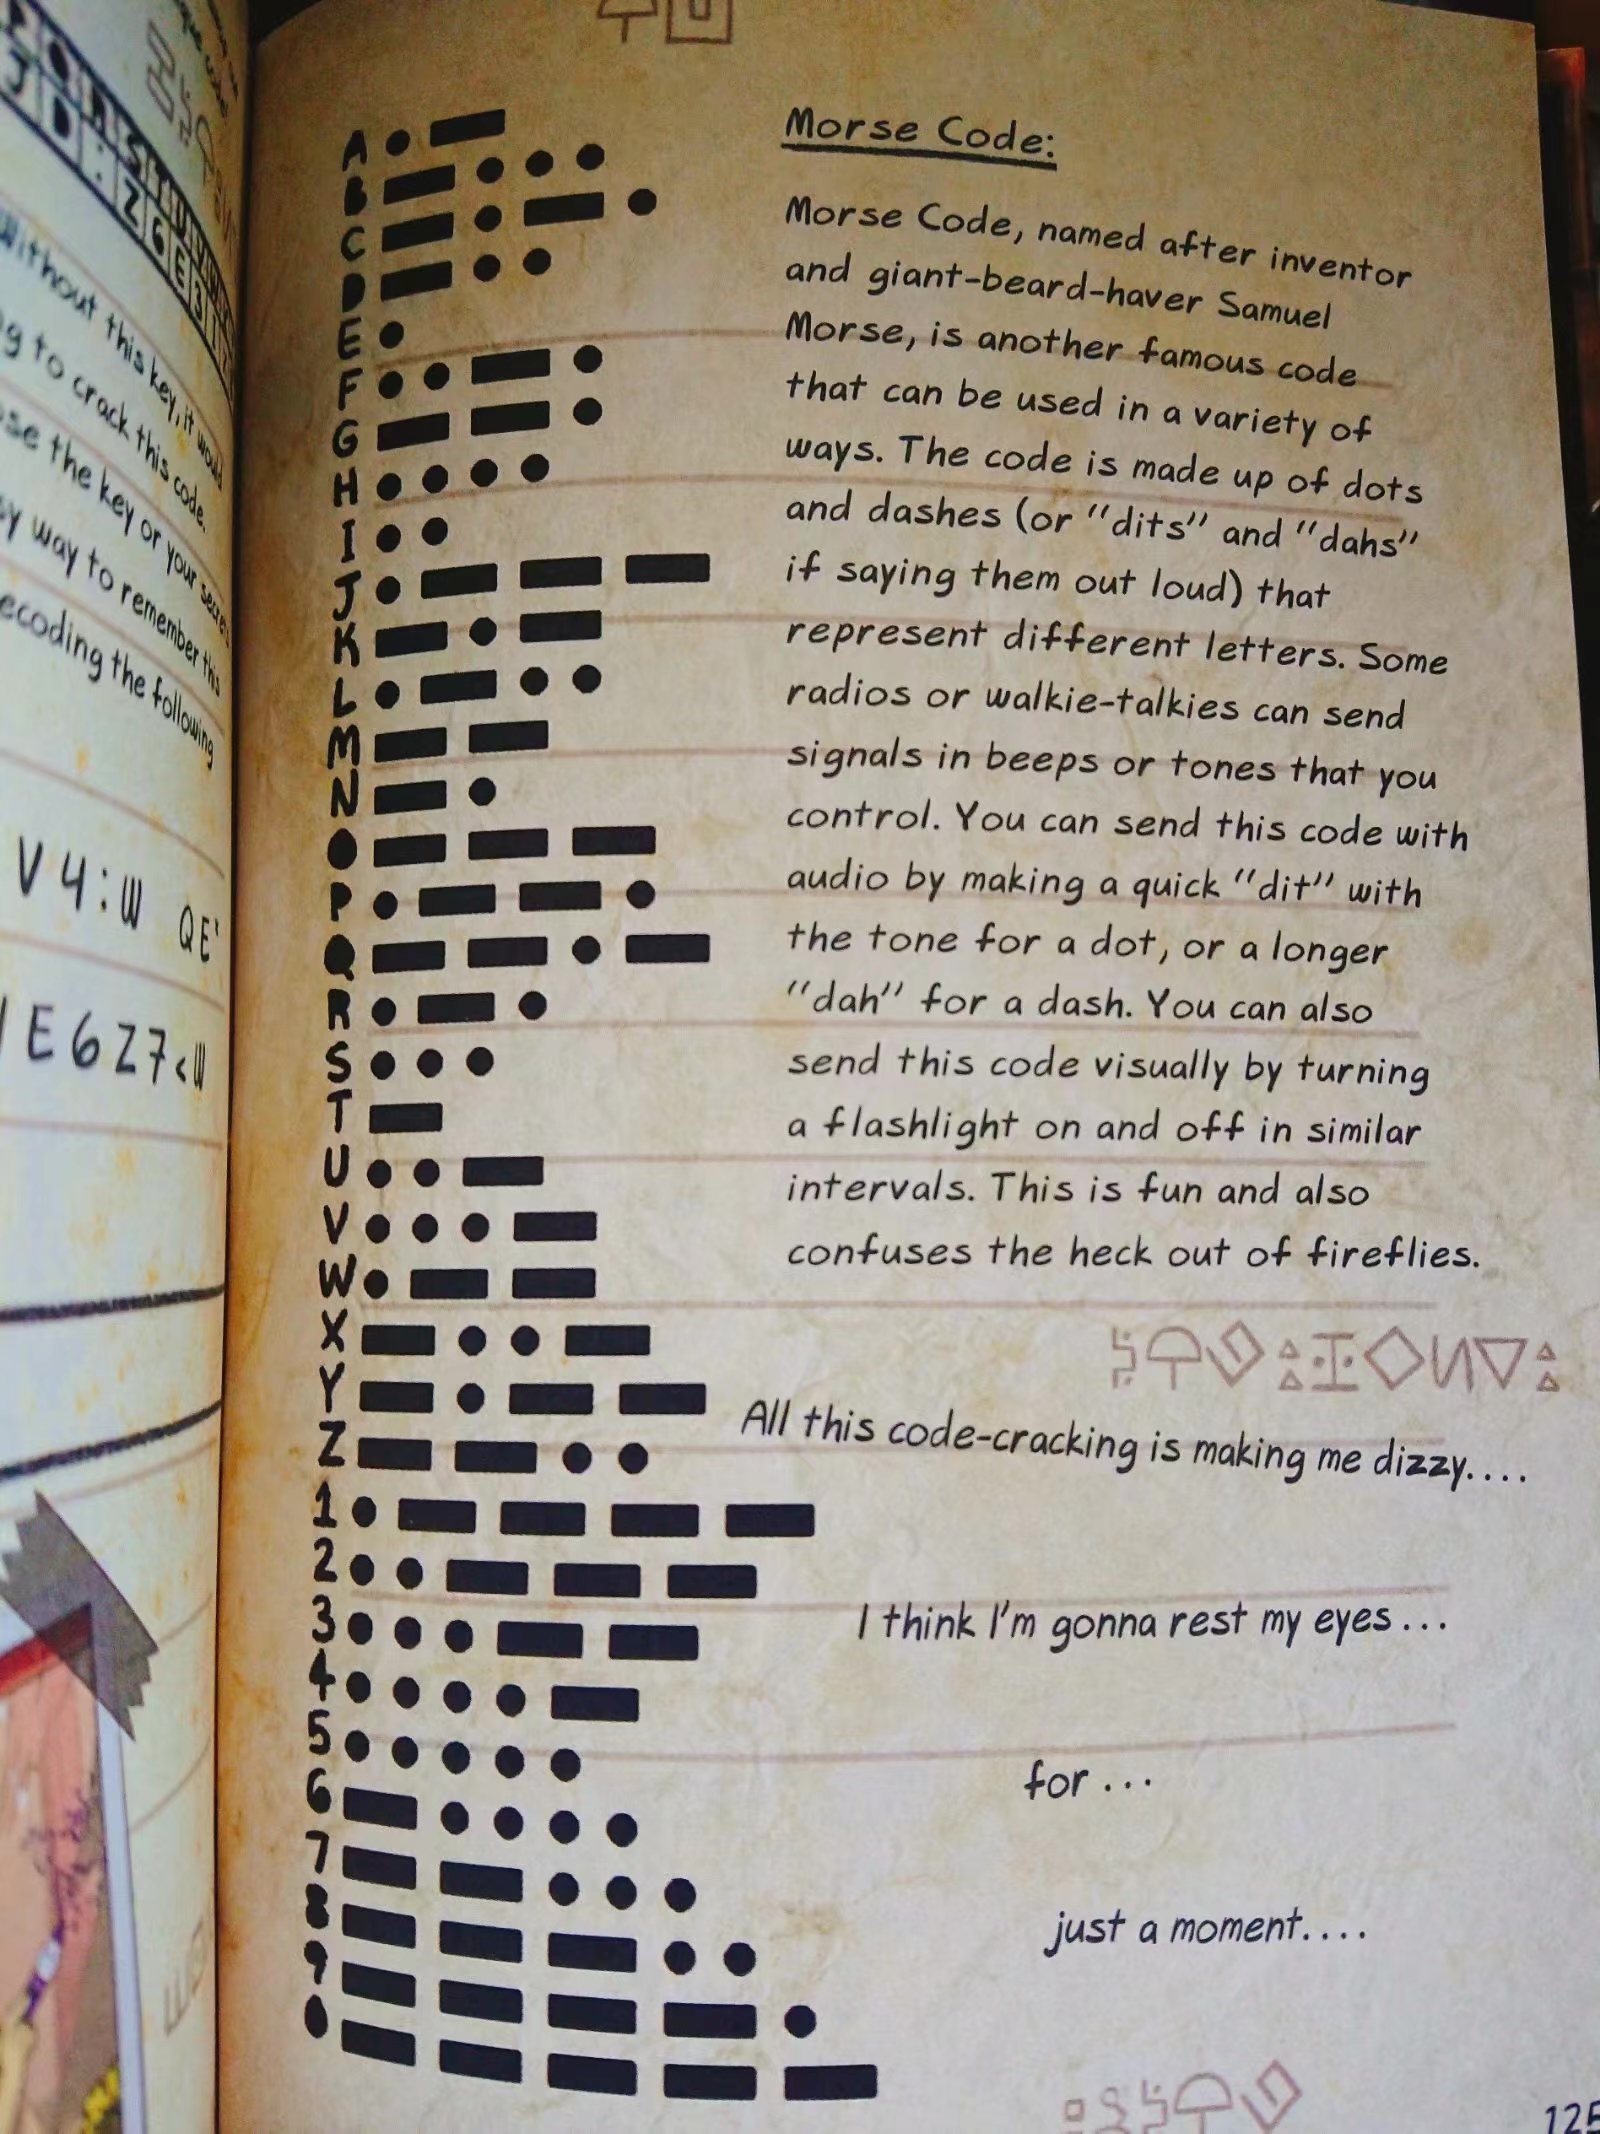 PQRSTUV
JD:ZGE3
Without this key, it would
to crack this code.
the key or your secret
way to remember this
the following
V4:W QE
E6Z7<W
A ● ▬
B ▬ ● ● ●
C ▬ ● ▬ ●
D ▬ ● ●
E ●
F ● ● ▬ ●
G ▬ ▬ ●
H ● ● ● ●
I ● ●
J ● ▬ ▬ ▬
K ▬ ● ▬
L ● ▬ ● ●
M ▬ ▬
N ▬ ●
O ▬ ▬ ▬
P ● ▬ ▬ ●
Q ▬ ▬ ● ▬
R ● ▬ ●
S ● ● ●
T ▬
U ● ● ▬
V ● ● ● ▬
W ● ▬ ▬
X ▬ ● ● ▬
Y ▬ ● ▬ ▬
Z ▬ ▬ ● ●
1 ● ▬ ▬ ▬ ▬
2 ● ● ▬ ▬ ▬
3 ● ● ● ▬ ▬
4 ● ● ● ● ▬
5 ● ● ● ● ●
6 ▬ ● ● ● ●
7 ▬ ▬ ● ● ●
8 ▬ ▬ ▬ ● ●
9 ▬ ▬ ▬ ▬ ●
0 ▬ ▬ ▬ ▬ ▬
Morse Code:
Morse Code, named after inventor
and giant-beard-haver Samuel
Morse, is another famous code
that can be used in a variety of
ways. The code is made up of dots
and dashes (or "dits" and "dahs"
if saying them out loud) that
represent different letters. Some
radios or walkie-talkies can send
signals in beeps or tones that you
control. You can send this code with
audio by making a quick "dit" with
the tone for a dot, or a longer
"dah" for a dash. You can also
send this code visually by turning
a flashlight on and off in similar
intervals. This is fun and also
confuses the heck out of fireflies.
All this code-cracking is making me dizzy....
I think I'm gonna rest my eyes...
for...
just a moment....
125